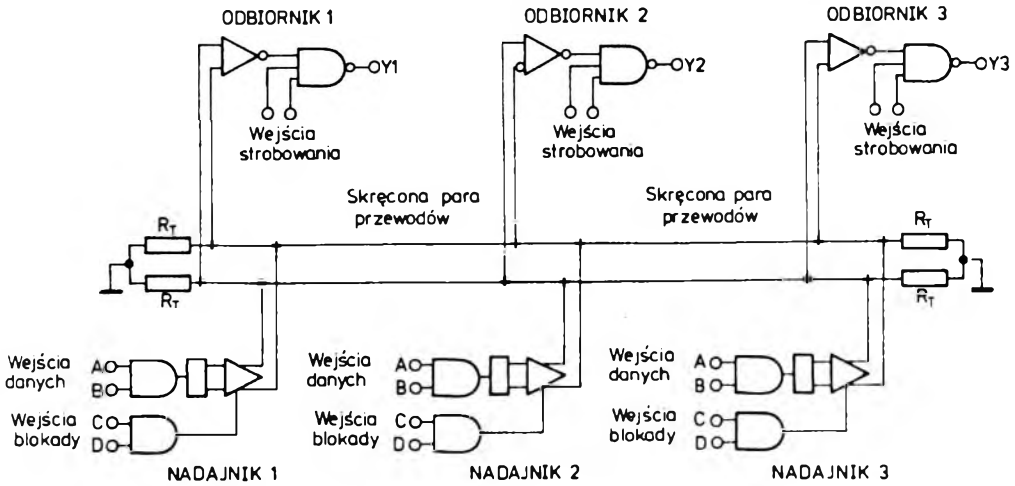 ODBIORNIK 1
ODBIORNIK 2
ODBIORNIK 3
Y1
Y2
Y3
Wejścia
strobowania
Wejścia
strobowania
Wejścia
strobowania
Skręcona para
przewodów
Skręcona para
przewodów
RT
RT
RT
RT
Wejścia
danych
A
B
Wejścia
blokady
C
D
Wejścia
danych
A
B
Wejścia
blokady
C
D
Wejścia
danych
A
B
Wejścia
blokady
C
D
NADAJNIK 1
NADAJNIK 2
NADAJNIK 3